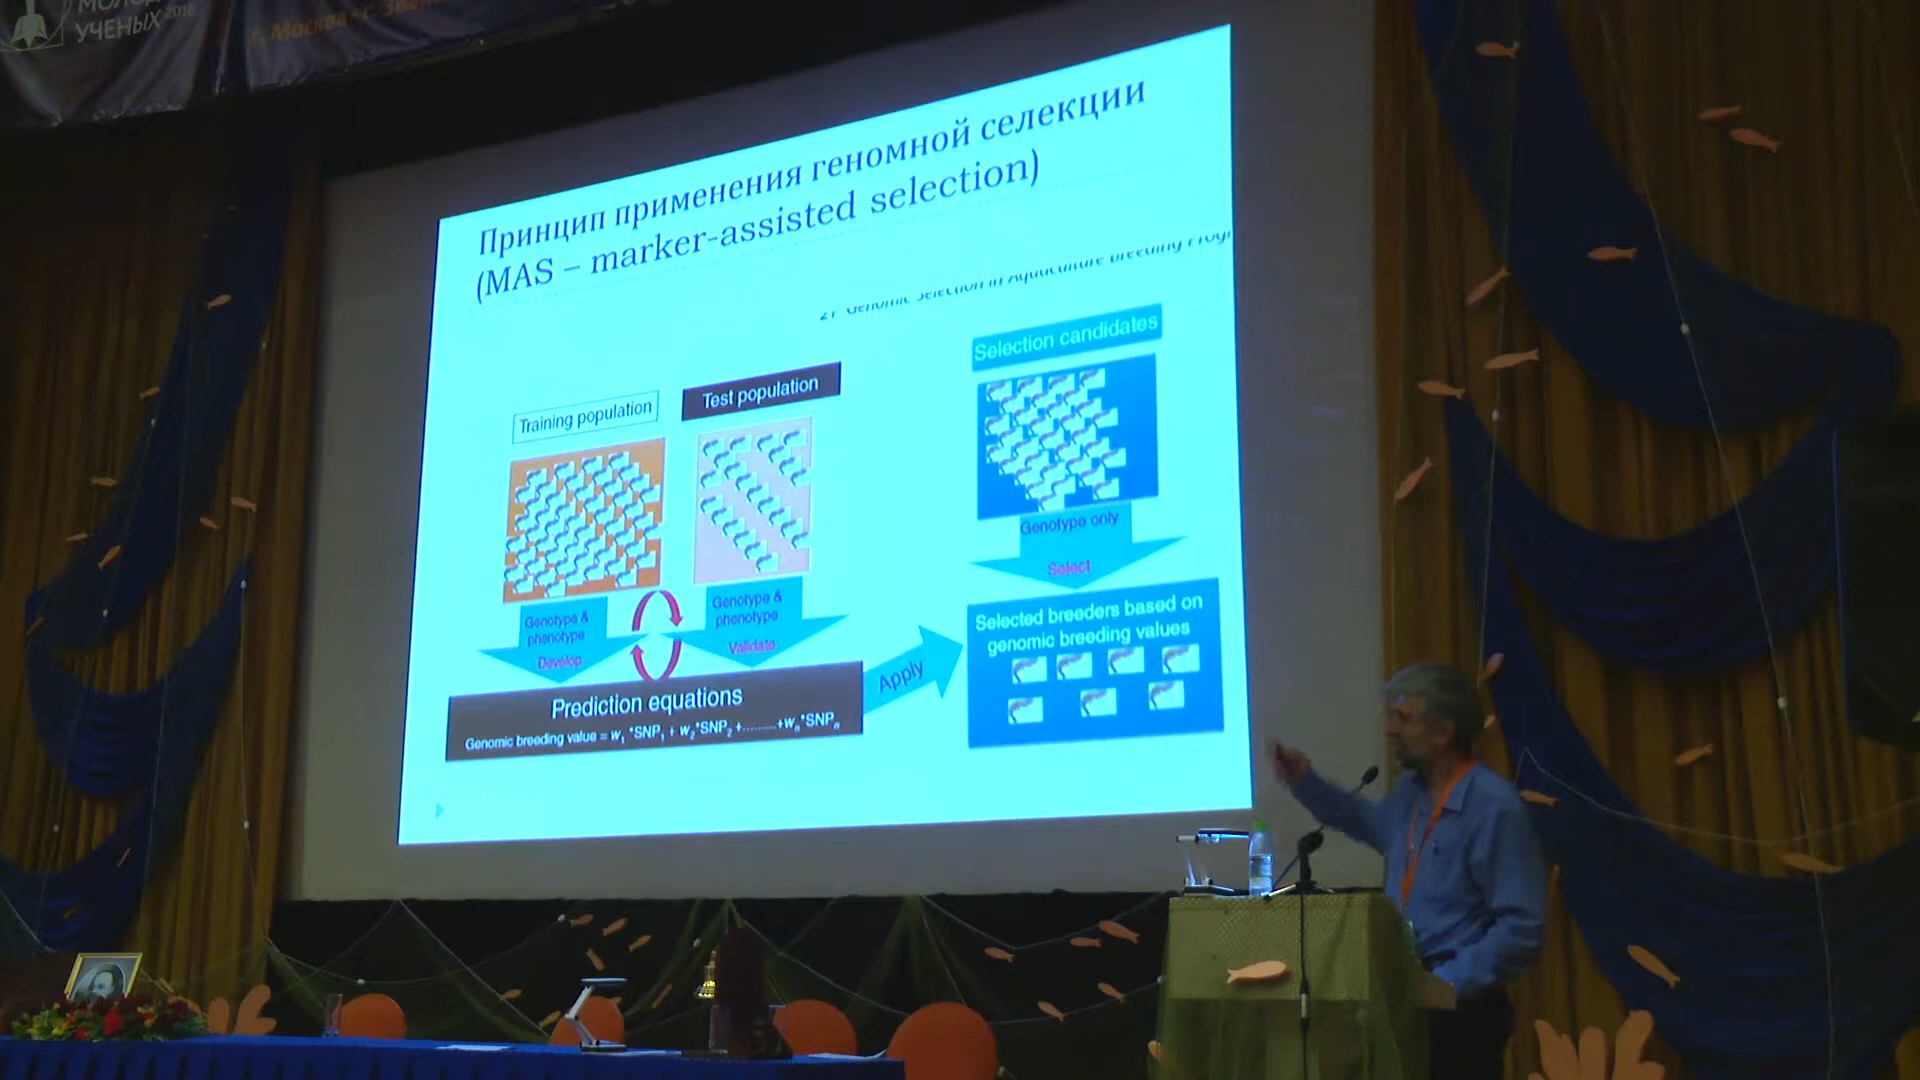 УЧЕНЫХ 2018
г. Москва - г.
Принцип применения геномной селекции
(MAS – marker-assisted selection)
Genomic Selection in Aquaculture Breeding
Selection candidates
Test population
Training population
Genotype only
Select
Genotype &
phenotype
Develop
Genotype &
phenotype
Validate
Selected breeders based on
genomic breeding values
Apply
Prediction equations
Genomic breeding value = w1 *SNP1 + w2*SNP2 +.........+wn*SNPn